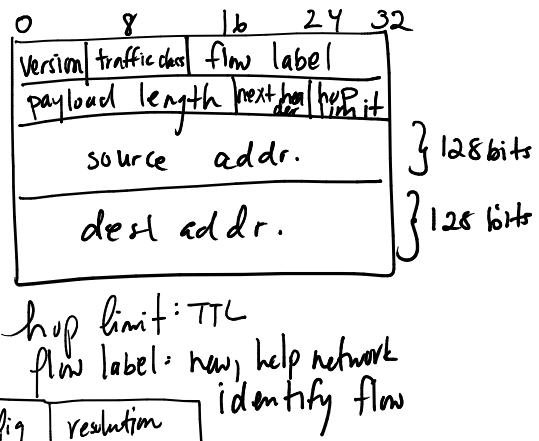 0 8 16 24 32
version traffic class flow label
payload length next header hop limit
source addr. 128 bits
dest addr. 128 bits
hop limit: TTL
flow label: new, help network
identify flow
fig resolution